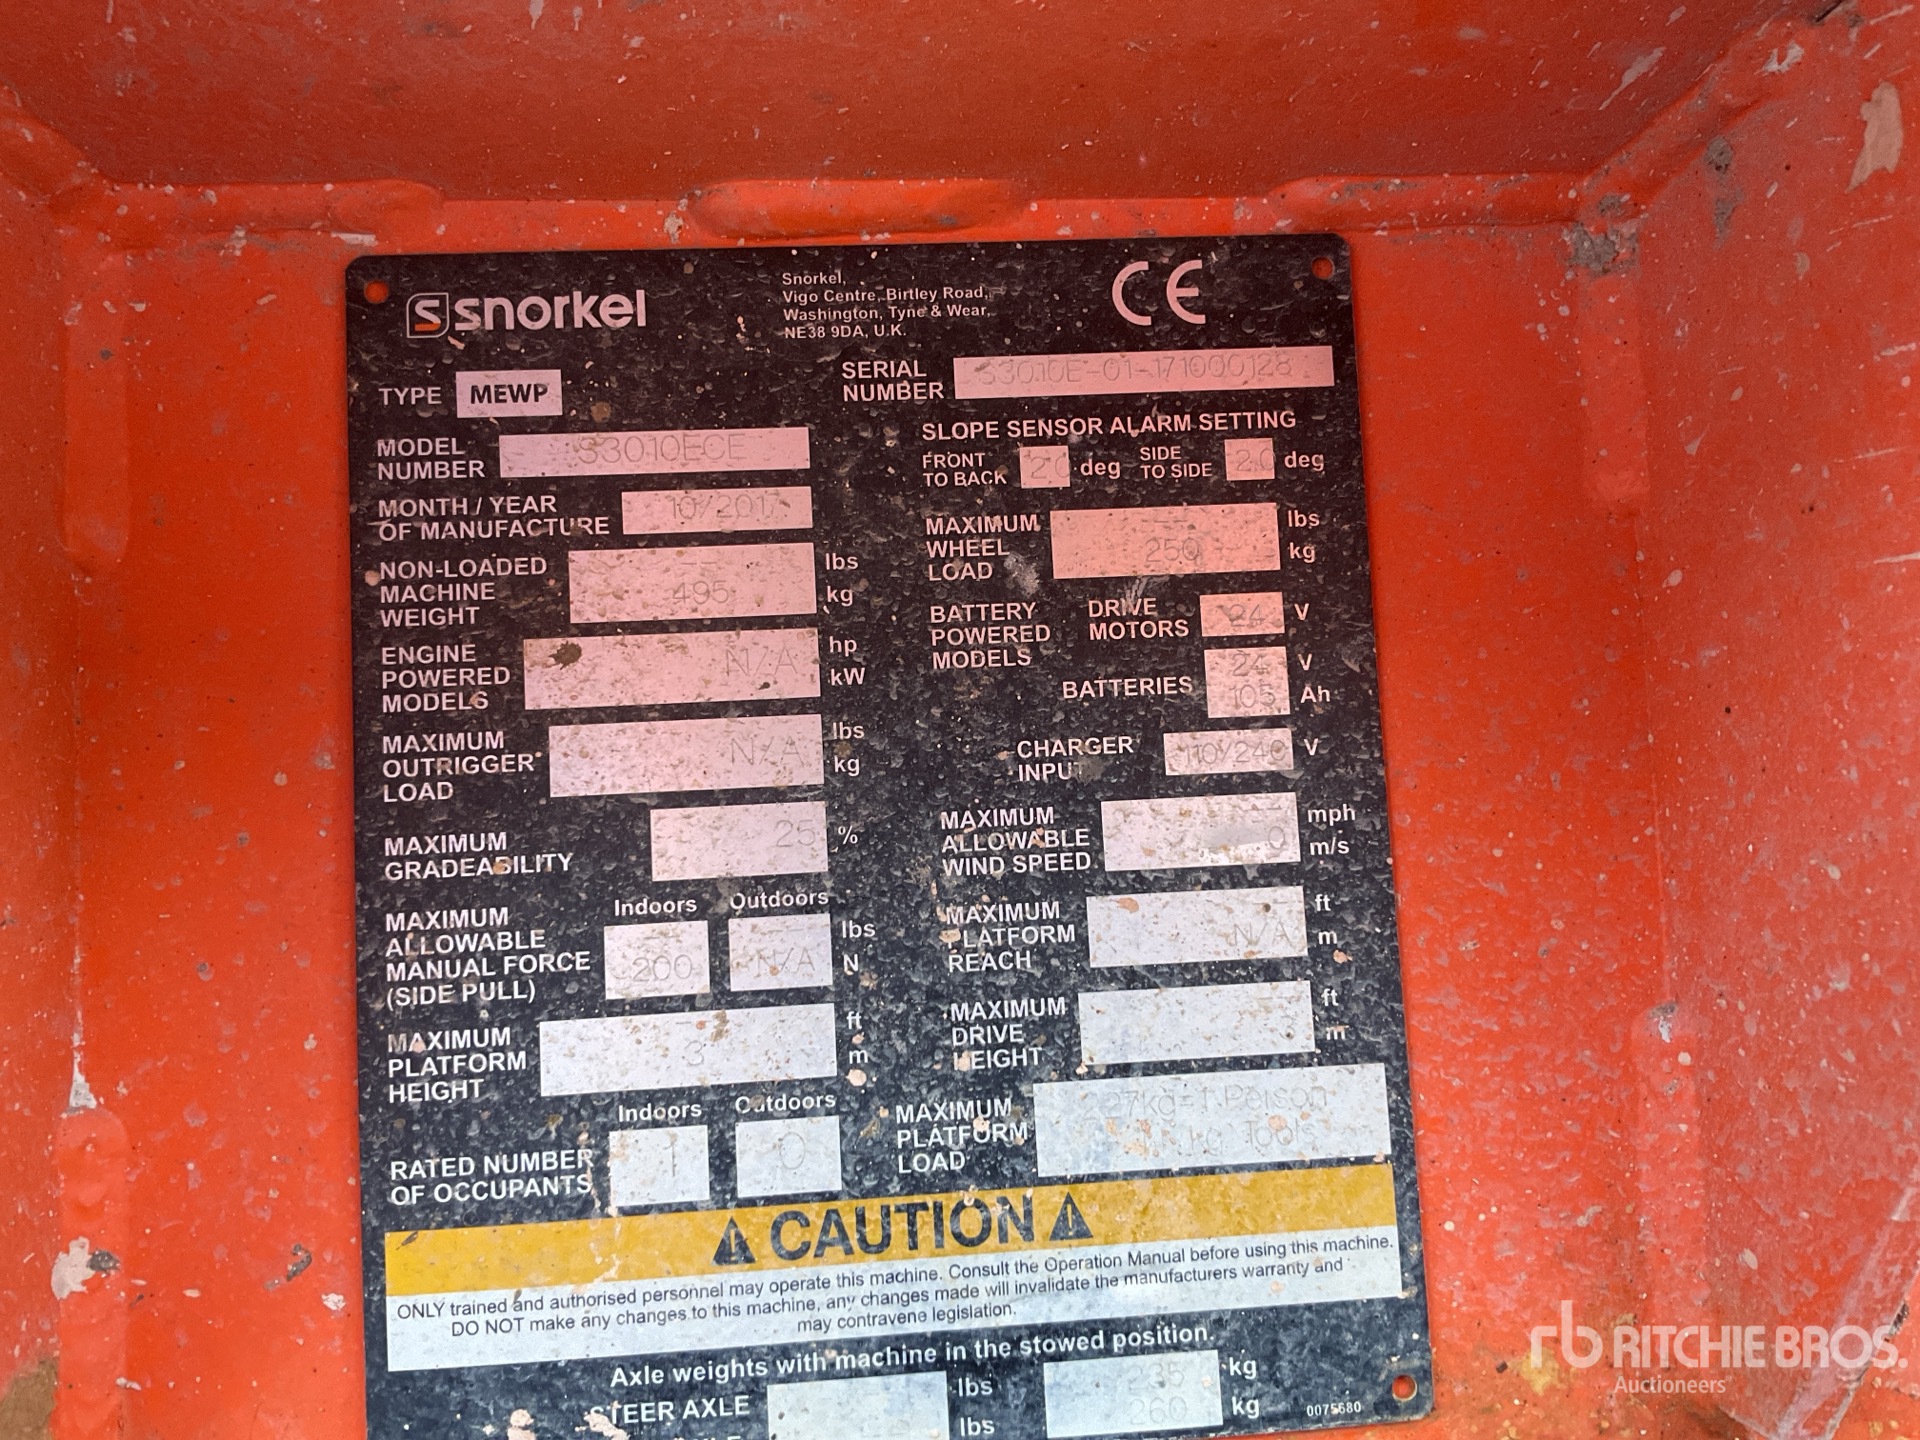 snorkel
Snorkel,
Vigo Centre, Birtley Road,
Washington, Tyne & Wear,
NE38 9DA, U.K.
CE
TYPE MEWP
SERIAL
NUMBER S3010E-01-171000128
MODEL
NUMBER S3010ECE
SLOPE SENSOR ALARM SETTING
FRONT
TO BACK 2.0 deg
SIDE
TO SIDE 2.0 deg
MONTH / YEAR
OF MANUFACTURE 10/2017
MAXIMUM
WHEEL
LOAD
-- lbs
250 kg
NON-LOADED
MACHINE
WEIGHT
-- lbs
495 kg
BATTERY
POWERED
MODELS
DRIVE
MOTORS 24 V
BATTERIES
24 V
105 Ah
ENGINE
POWERED
MODELS
N/A
hp
kW
MAXIMUM
OUTRIGGER
LOAD
N/A
lbs
kg
CHARGER
INPUT 110/240 V
MAXIMUM
GRADEABILITY 25 %
MAXIMUM
ALLOWABLE
WIND SPEED
-- mph
0 m/s
Indoors Outdoors
MAXIMUM
ALLOWABLE
MANUAL FORCE
(SIDE PULL)
-- -- lbs
200 N/A N
MAXIMUM
PLATFORM
REACH
-- ft
N/A m
MAXIMUM
PLATFORM
HEIGHT
-- ft
3 m
MAXIMUM
DRIVE
HEIGHT
-- ft
3 m
Indoors Outdoors
RATED NUMBER
OF OCCUPANTS 1 0
MAXIMUM
PLATFORM
LOAD
1 Person
Tools
CAUTION
ONLY trained and authorised personnel may operate this machine. Consult the Operation Manual before using this machine.
DO NOT make any changes to this machine, any changes made will invalidate the manufacturers warranty and
may contravene legislation.
Axle weights with machine in the stowed position.
STEER AXLE lbs 235 kg
lbs 260 kg
0075680
rb RITCHIE BROS.
Auctioneers